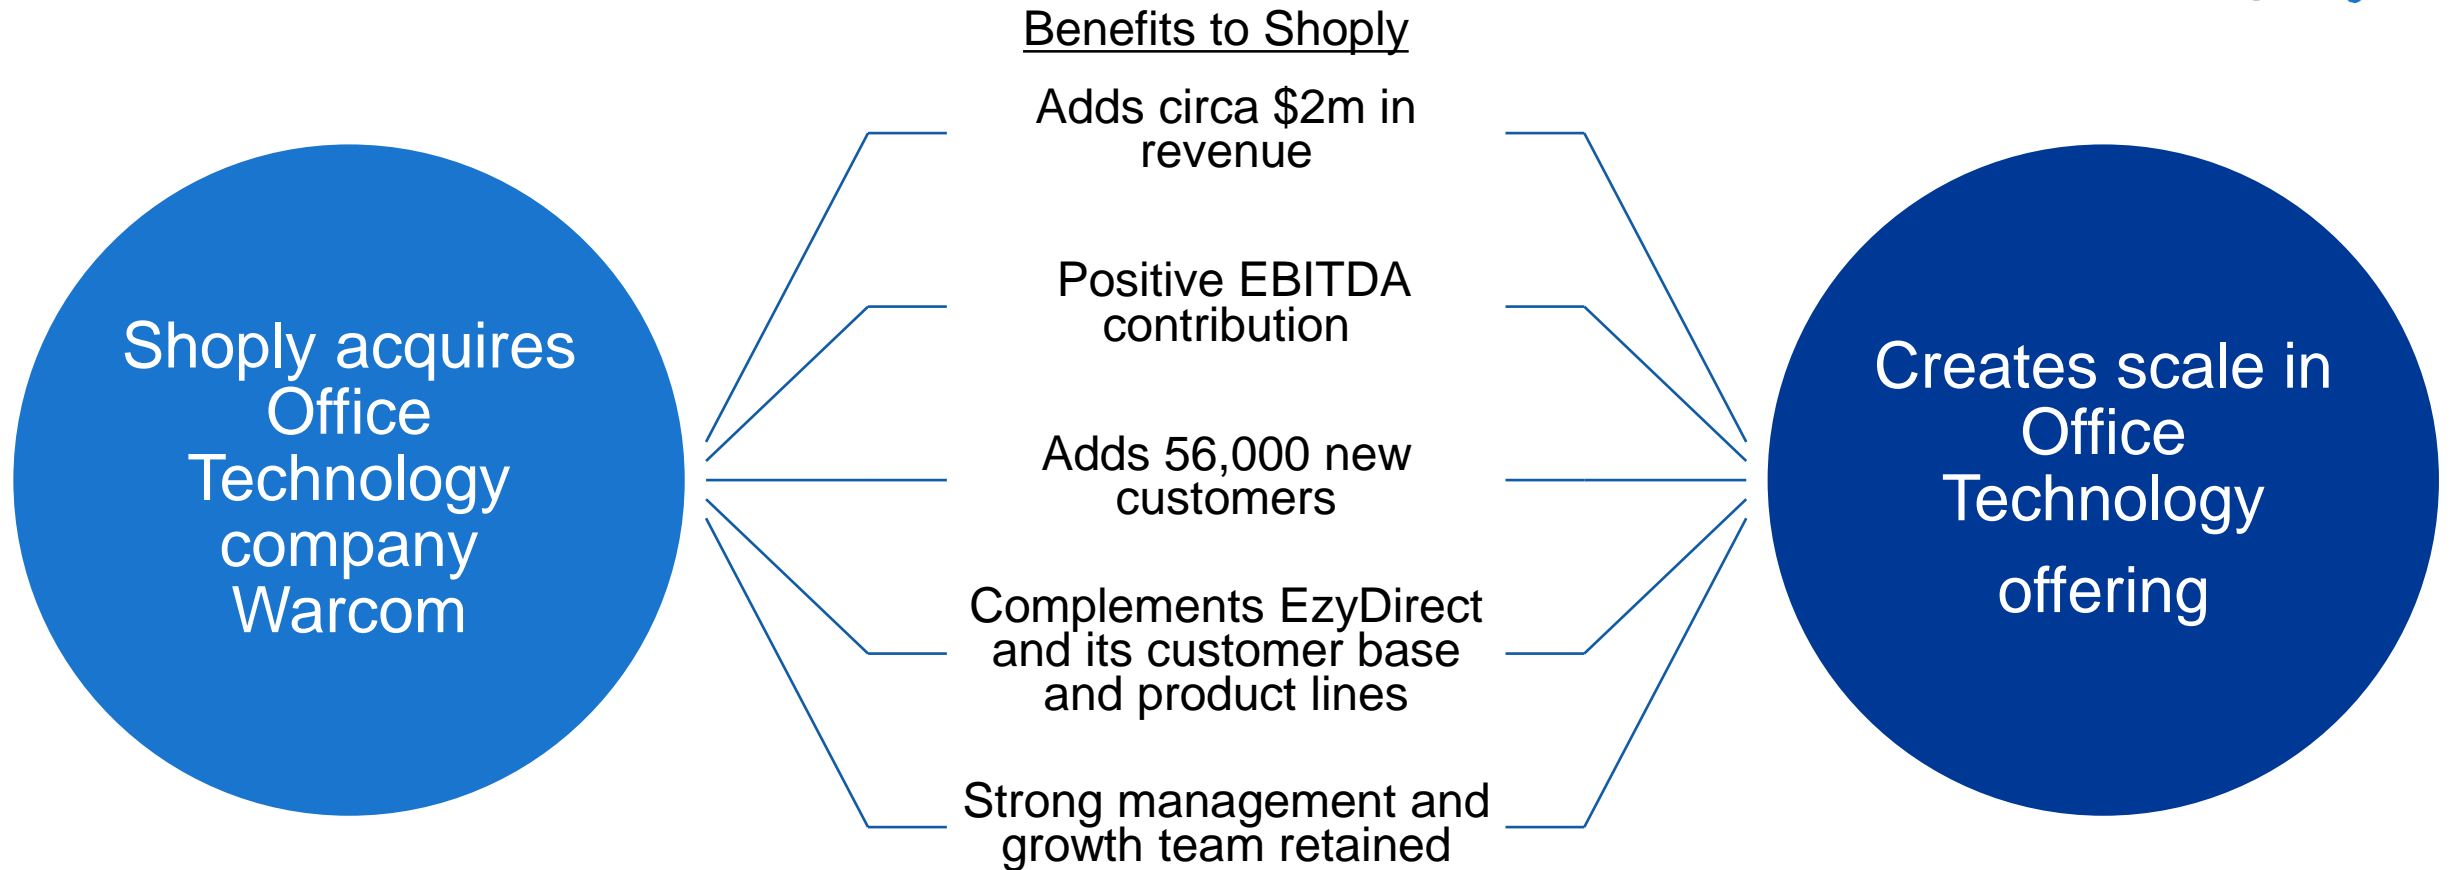 Benefits to Shoply
Shoply acquires
Office
Technology
company
Warcom
Adds circa $2m in
revenue
Positive EBITDA
contribution
Adds 56,000 new
customers
Complements EzyDirect
and its customer base
and product lines
Strong management and
growth team retained
Creates scale in
Office
Technology
offering